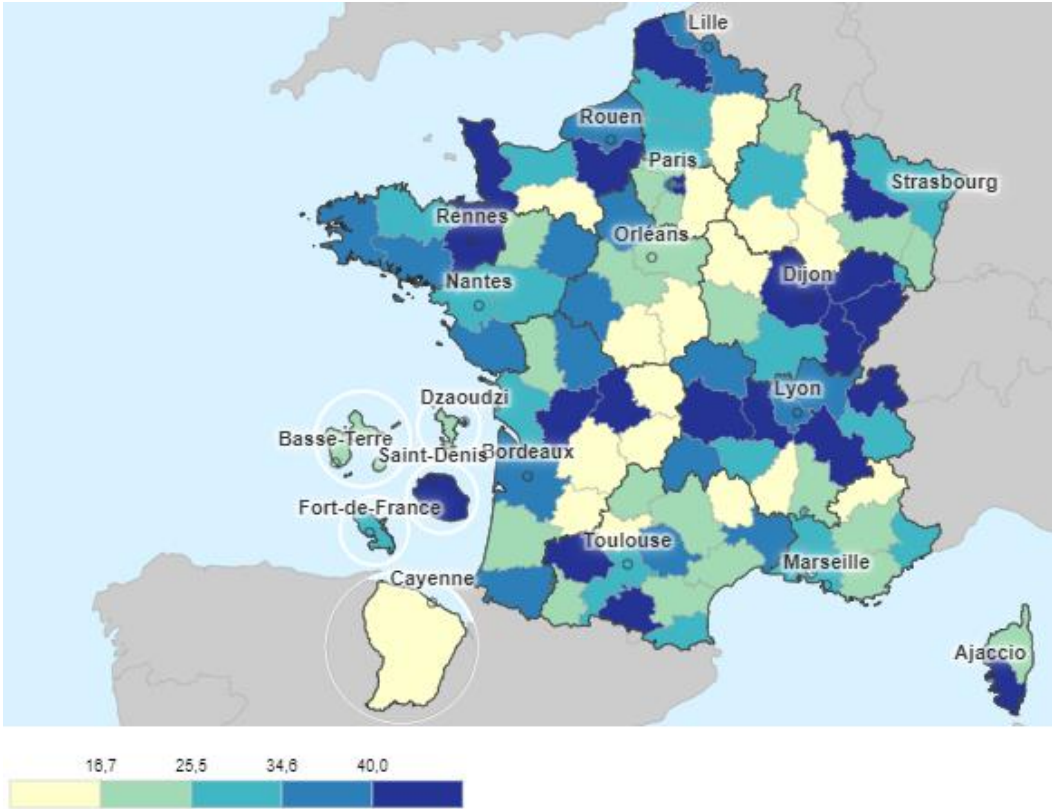 Lille
Rouen
Paris
Strasbourg
Rennes
Orléans
Nantes
Dijon
Dzaoudzi
Lyon
Basse-Terre
Saint-Denis
Bordeaux
Fort-de-France
Toulouse
Marseille
Cayenne
Ajaccio
16,7 25,5 34,6 40,0